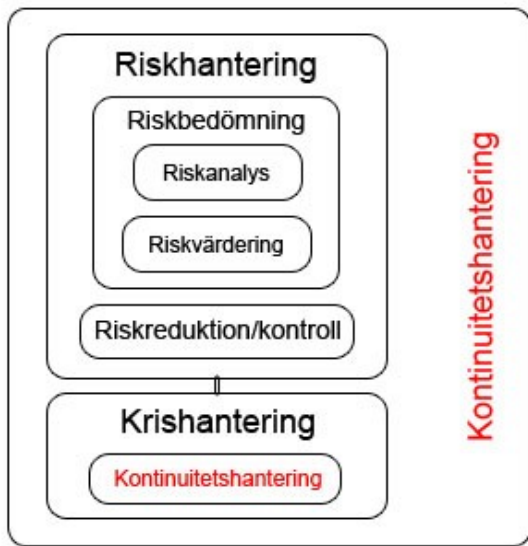 Riskhantering
Riskbedömning
Riskanalys
Riskvärdering
Riskreduktion/kontroll
Krishantering
Kontinuitetshantering
Kontinuitetshantering